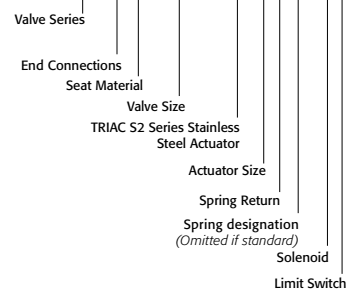 Valve Series
End Connections
Seat Material
Valve Size
TRIAC S2 Series Stainless
Steel Actuator
Actuator Size
Spring Return
Spring designation
(Omitted if standard)
Solenoid
Limit Switch